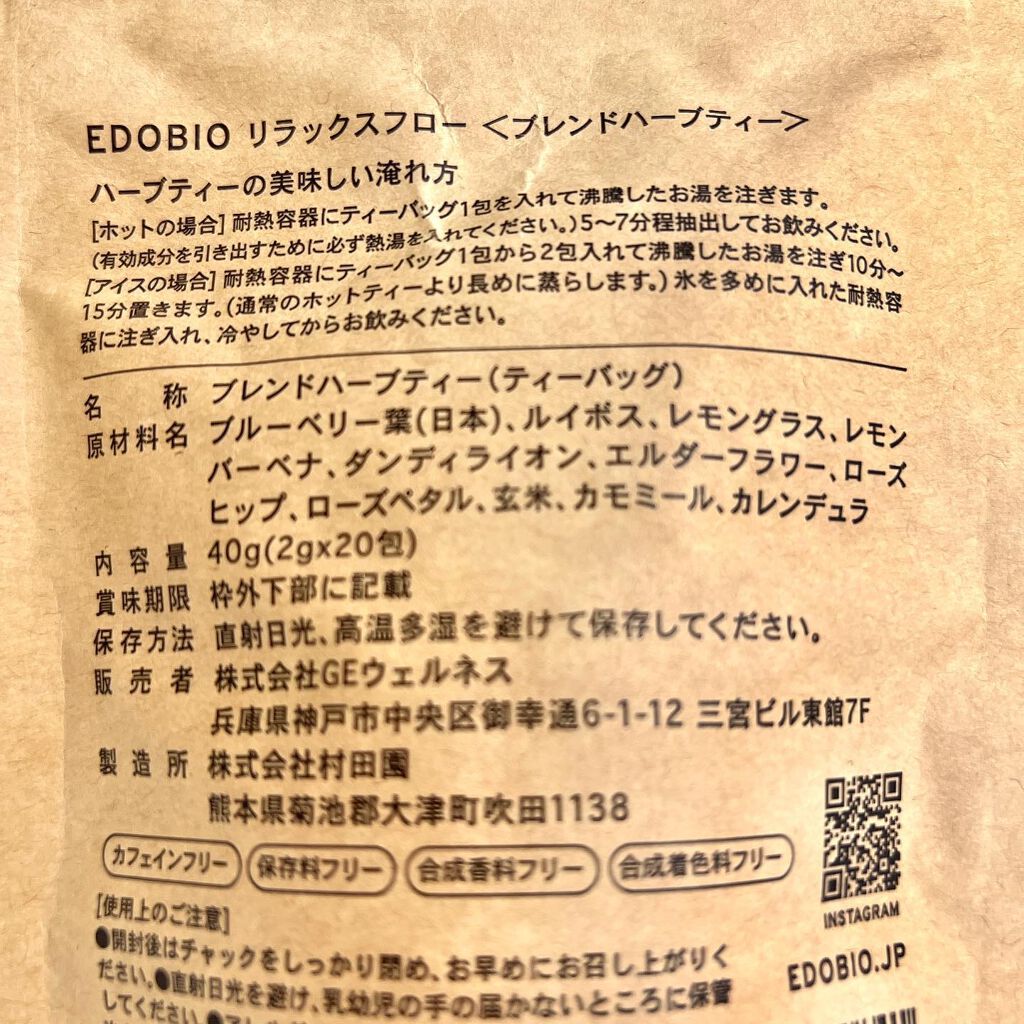 EDOBIO リラックスフロー <ブレンドハーブティー>
ハーブティーの美味しい淹れ方
[ホットの場合] 耐熱容器にティーバッグ1包を入れて沸騰したお湯を注ぎます。
(有効成分を引き出すために必ず熱湯を入れてください。)5〜7分程抽出してお飲みください。
[アイスの場合] 耐熱容器にティーバッグ1包から2包入れて沸騰したお湯を注ぎ10分〜
15分置きます。(通常のホットティーより長めに蒸らします。) 氷を多めに入れた耐熱容
器に注ぎ入れ、冷やしてからお飲みください。
名称 ブレンドハーブティー(ティーバッグ)
原材料名 ブルーベリー葉(日本)、ルイボス、レモングラス、レモン
バーベナ、ダンディライオン、エルダーフラワー、ローズ
ヒップ、ローズペタル、玄米、カモミール、カレンデュラ
内容量 40g(2gx20包)
賞味期限 枠外下部に記載
保存方法 直射日光、高温多湿を避けて保存してください。
販売者 株式会社GEウェルネス
兵庫県神戸市中央区御幸通6-1-12 三宮ビル東館7F
製造所 株式会社村田園
熊本県菊池郡大津町吹田1138
カフェインフリー 保存料フリー 合成香料フリー 合成着色料フリー
INSTAGRAM
EDOBIO.JP
[使用上のご注意]
●開封後はチャックをしっかり閉め、お早めにお召し上がりく
ださい。●直射日光を避け、乳幼児の手の届かないところに保管
してください。